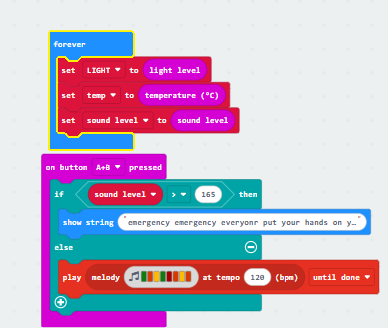 forever
set LIGHT to light level
set temp to temperature (°C)
set sound level to sound level
on button A+B pressed
if sound level > 165 then
show string "emergency emergency everyonr put your hands on y…"
else
play melody at tempo 120 (bpm) until done